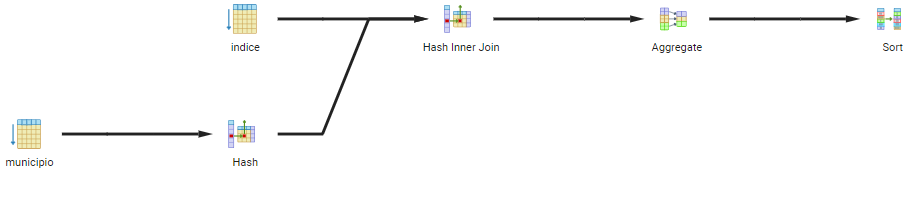 indice
Hash Inner Join
Aggregate
Sort
municipio
Hash